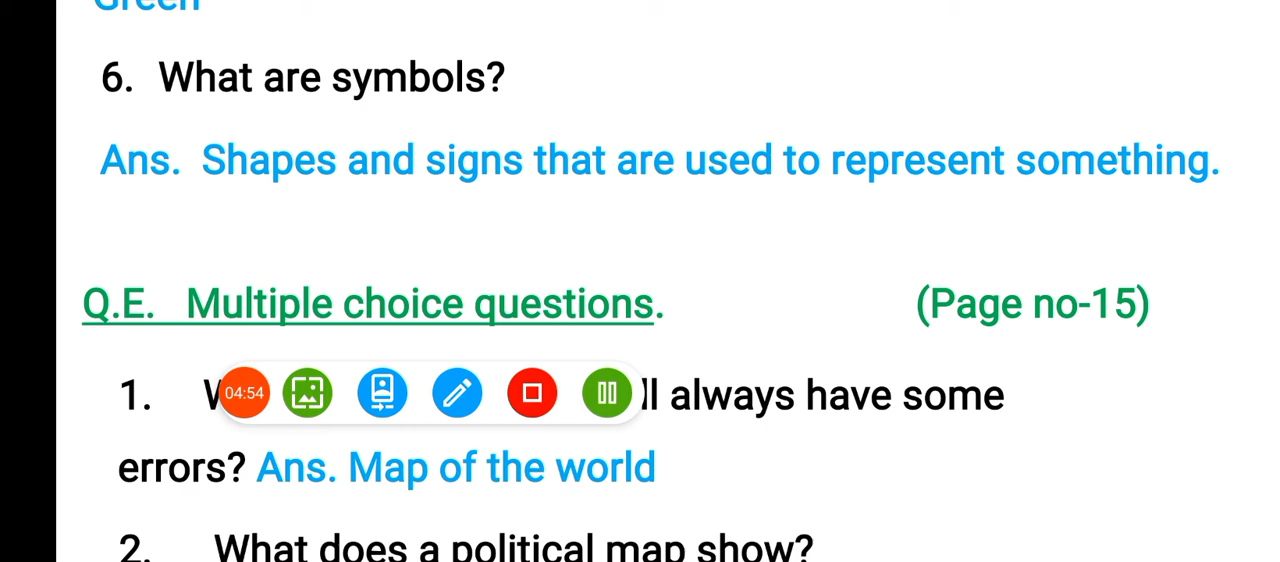 Green
6. What are symbols?
Ans. Shapes and signs that are used to represent something.
Q.E. Multiple choice questions. (Page no-15)
1. 04:54 always have some
errors? Ans. Map of the world
2. What does a political map show?